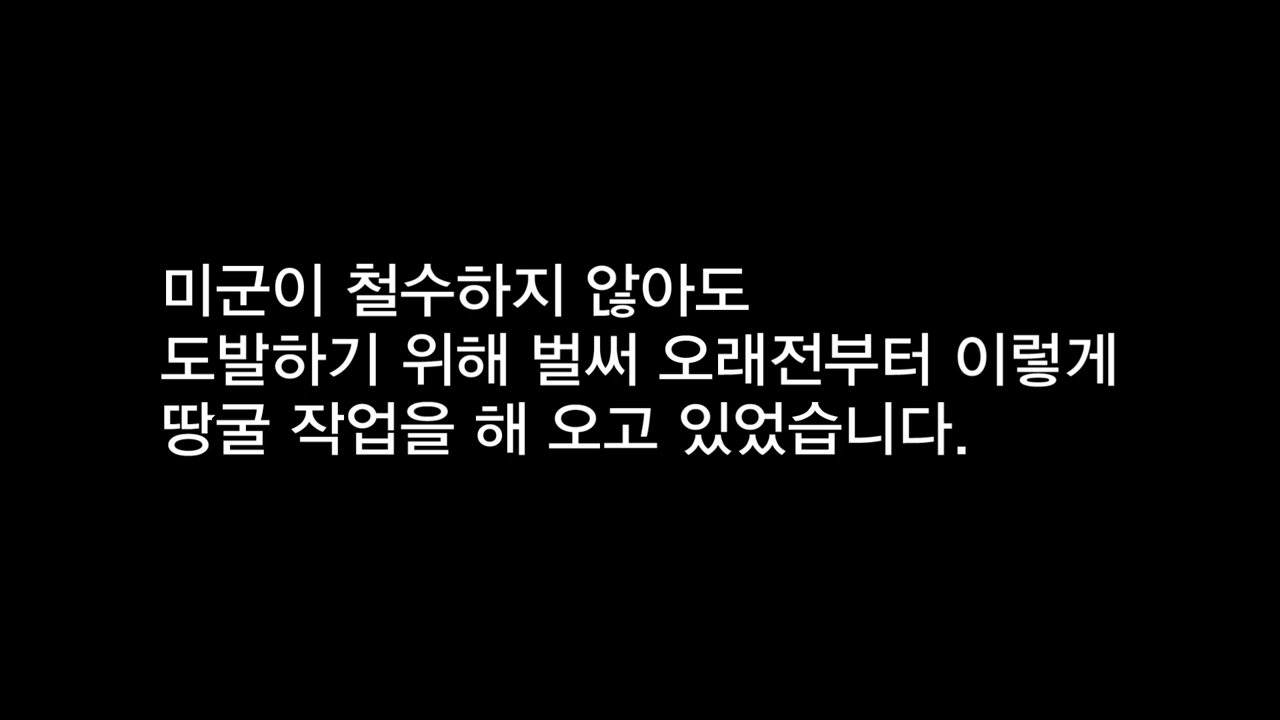 미군이 철수하지 않아도
도발하기 위해 벌써 오래전부터 이렇게
땅굴 작업을 해 오고 있었습니다.